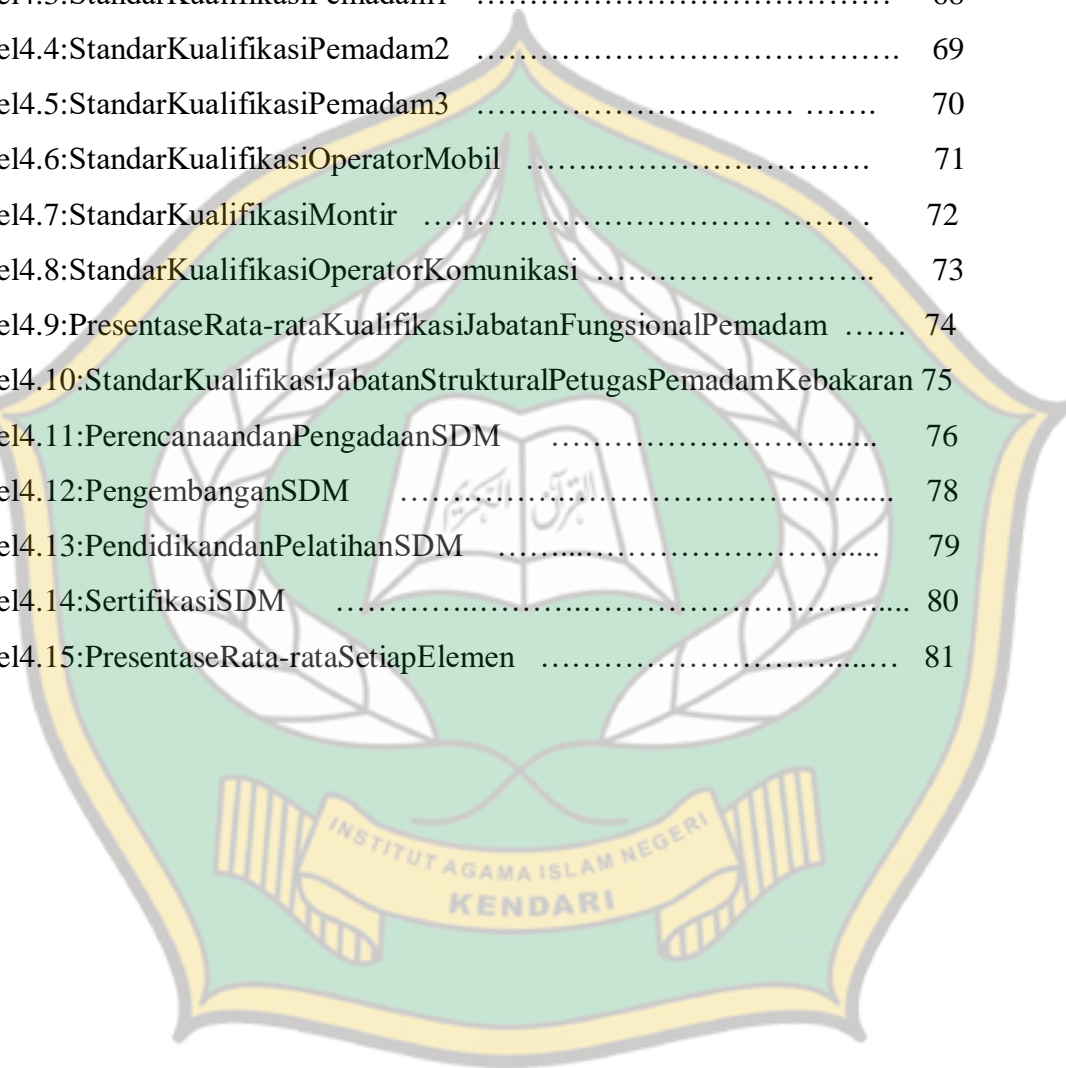 el4.4:StandarKualifikasiPemadam2 …………………………………. 69
el4.5:StandarKualifikasiPemadam3 ………………………… ……. 70
el4.6:StandarKualifikasiOperatorMobil ……..………………………. 71
el4.7:StandarKualifikasiMontir ……………………………… …… . 72
el4.8:StandarKualifikasiOperatorKomunikasi ……..……………….. 73
el4.9:PresentaseRata-rataKualifikasiJabatanFungsionalPemadam …… 74
el4.10:StandarKualifikasiJabatanStrukturalPetugasPemadamKebakaran 75
el4.11:PerencanaandanPengadaanSDM ………………………..... 76
el4.12:PengembanganSDM ………………………………………..... 78
el4.13:PendidikandanPelatihanSDM ……....………………………... 79
el4.14:SertifikasiSDM …………..………..………………………….... 80
el4.15:PresentaseRata-rataSetiapElemen ………………………......… 81
القرآن الكريم
INSTITUT AGAMA ISLAM NEGERI
KENDARI